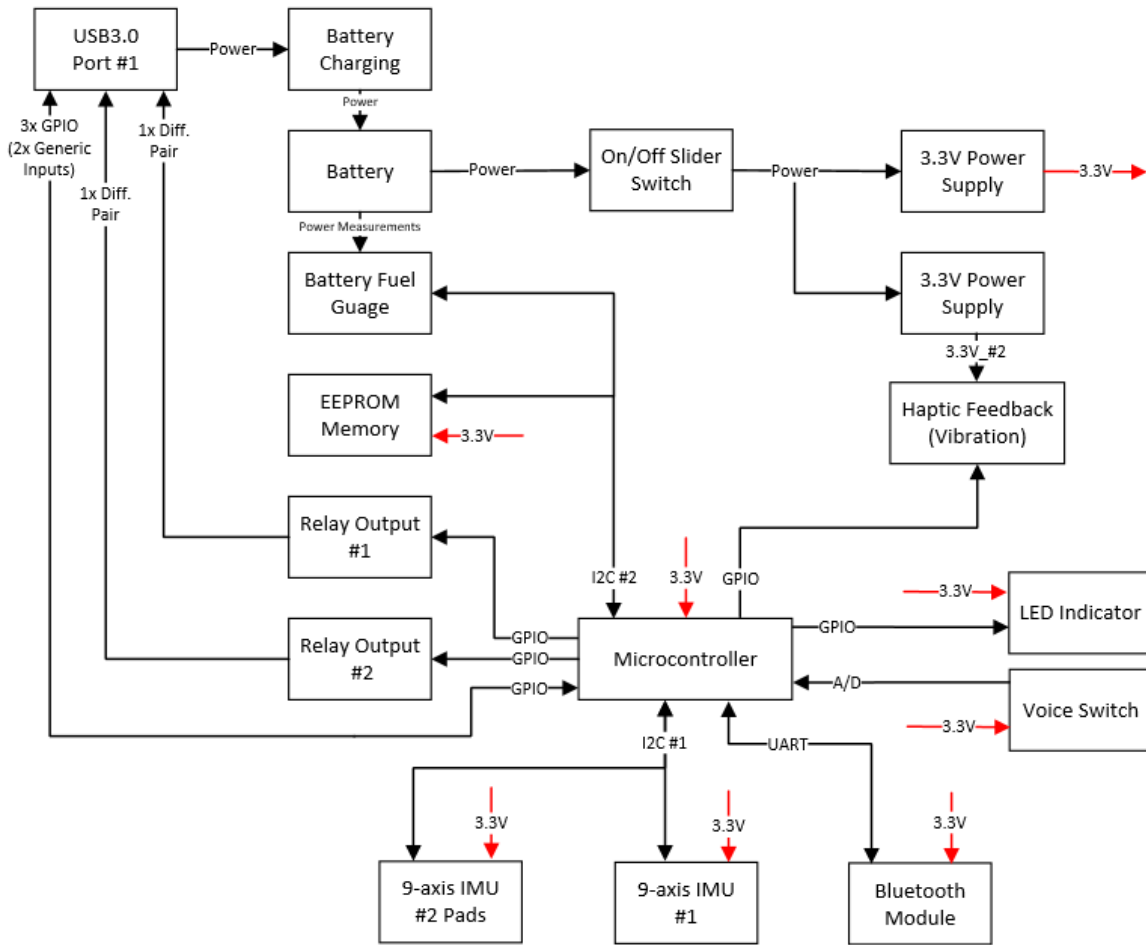 USB3.0
Port #1
Power
Battery
Charging
Power
3x GPIO
(2x Generic
Inputs)
1x Diff.
Pair
1x Diff.
Pair
Battery
Power
On/Off Slider
Switch
Power
3.3V Power
Supply
3.3V
Power Measurements
Battery Fuel
Guage
3.3V Power
Supply
3.3V_#2
EEPROM
Memory
3.3V
Haptic Feedback
(Vibration)
Relay Output
#1
I2C #2
3.3V
GPIO
3.3V
LED Indicator
GPIO
GPIO
Relay Output
#2
GPIO
Microcontroller
GPIO
A/D
Voice Switch
3.3V
I2C #1
UART
3.3V
3.3V
3.3V
9-axis IMU
#2 Pads
9-axis IMU
#1
Bluetooth
Module